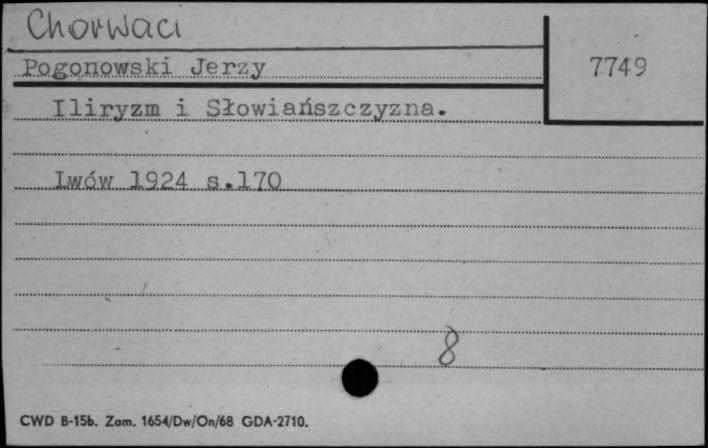 Chorwaci
Pogonowski Jerzy
7749
Iliryzm i Słowiańszczyzna.
Lwów 1924 s.170
8
CWD B-15b. Zam. 1654/Dw/On/68 GDA-2710.